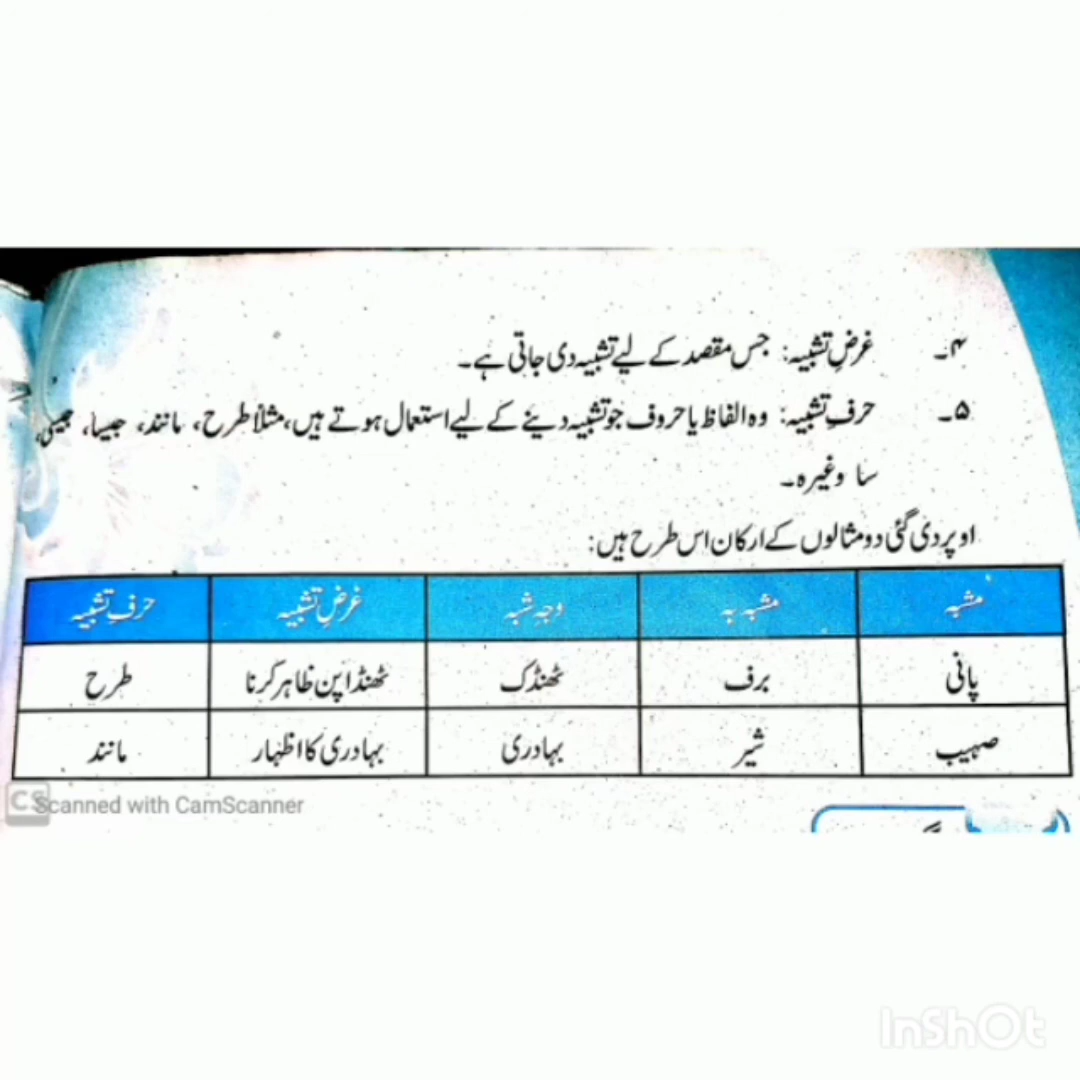 ۴۔ غرضِ تشبیہ: جس مقصد کے لیے تشبیہ دی جاتی ہے۔
۵۔ حرفِ تشبیہ: وہ الفاظ یا حروف جو تشبیہ دینے کے لیے استعمال ہوتے ہیں، مثلاً طرح، مانند، جیسا، جیسی،
سا وغیرہ۔
اوپر دی گئی دو مثالوں کے ارکان اس طرح ہیں:
مشبہ مشبہ بہ وجہِ شبہ غرضِ تشبیہ حرفِ تشبیہ
پانی برف ٹھنڈک ٹھنڈا پن ظاہر کرنا طرح
صہیب شیر بہادری بہادری کا اظہار مانند
CS Scanned with CamScanner
InShOt